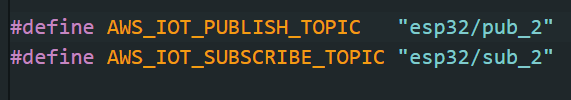 #define AWS_IOT_PUBLISH_TOPIC   "esp32/pub_2"
#define AWS_IOT_SUBSCRIBE_TOPIC "esp32/sub_2"